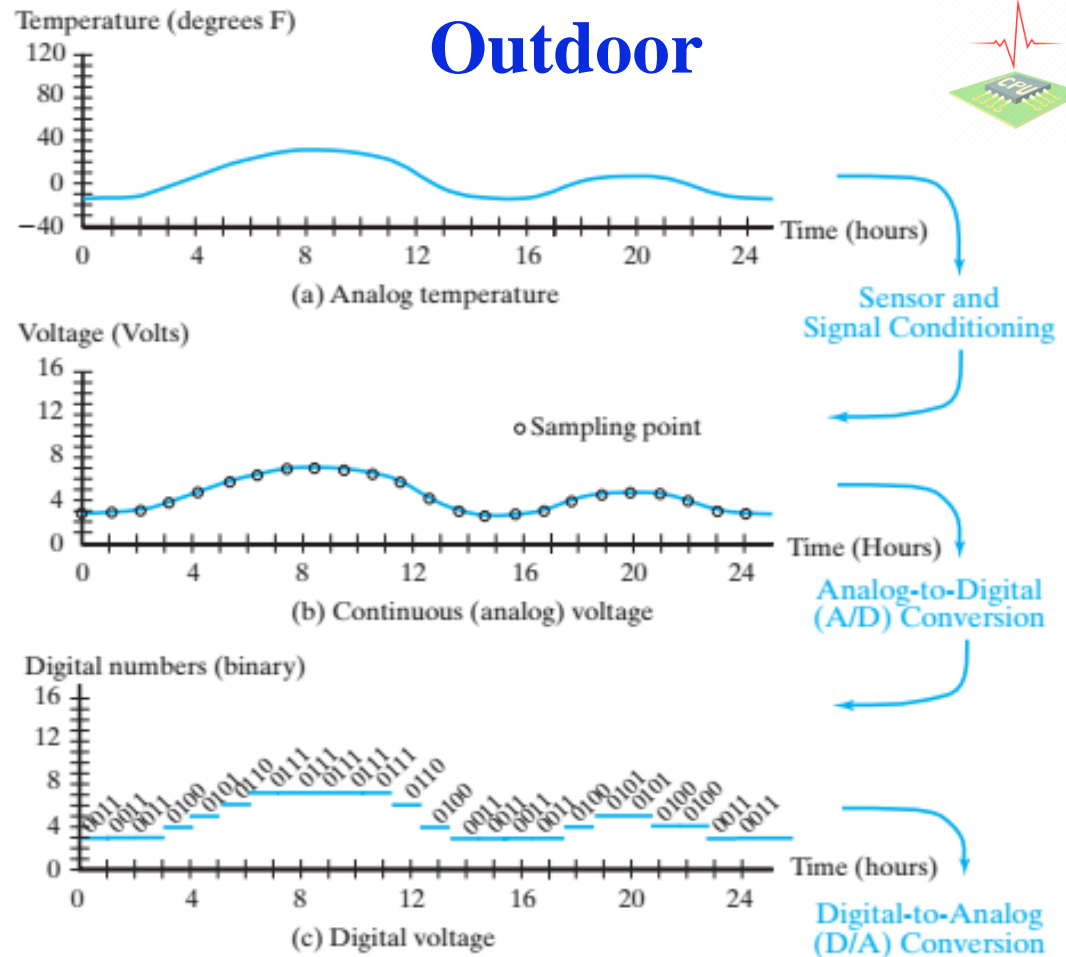 Outdoor
CPU
Temperature (degrees F)
120
80
40
0
−40
0 4 8 12 16 20 24
Time (hours)
(a) Analog temperature
Sensor and
Signal Conditioning
Voltage (Volts)
16
12
8
4
0
Sampling point
0 4 8 12 16 20 24
Time (Hours)
(b) Continuous (analog) voltage
Analog-to-Digital
(A/D) Conversion
Digital numbers (binary)
16
12
8
4
0
0011 0011 0011 0100 0101 0110 0111 0111 0111 0111 0111 0110 0100 0011 0011 0011 0011 0100 0101 0101 0100 0100 0011 0011
0 4 8 12 16 20 24
Time (hours)
(c) Digital voltage
Digital-to-Analog
(D/A) Conversion